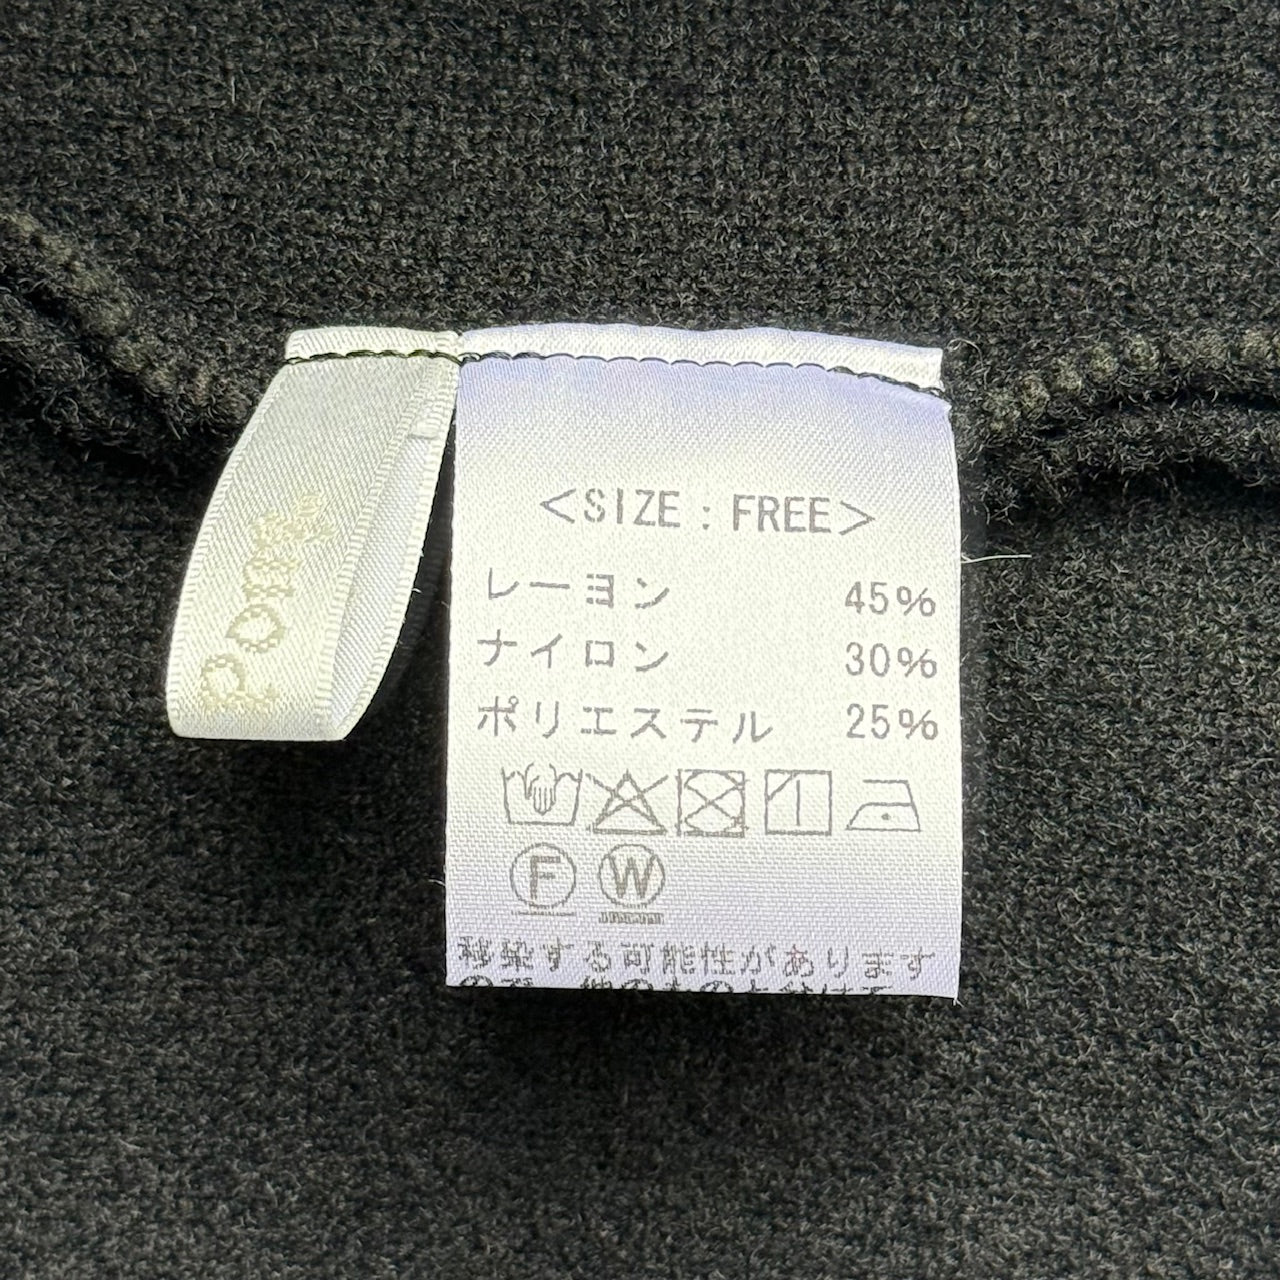 <SIZE : FREE>
レーヨン 45%
ナイロン 30%
ポリエステル 25%
F
W
移染する可能性があります